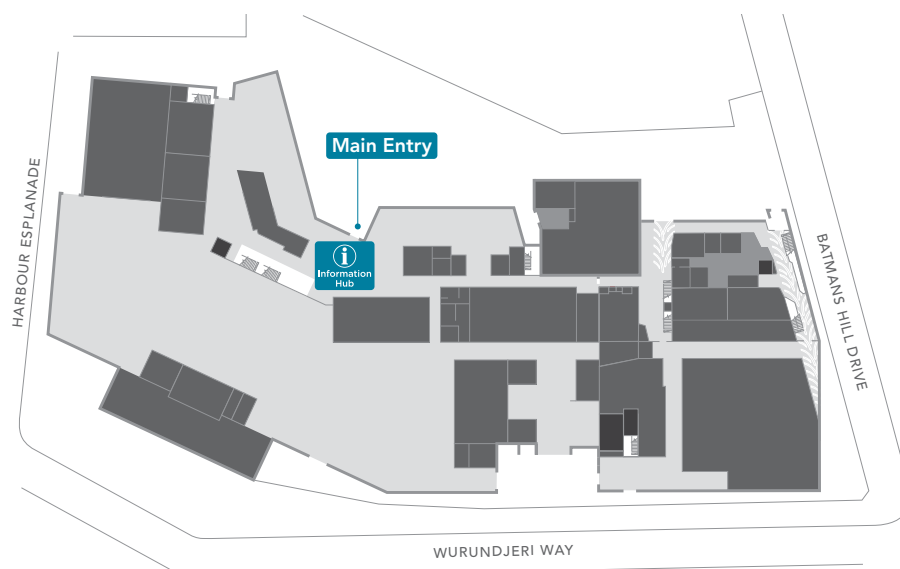 Main Entry
HARBOUR ESPLANADE
i
Information
Hub
BATMANS HILL DRIVE
WURUNDJERI WAY